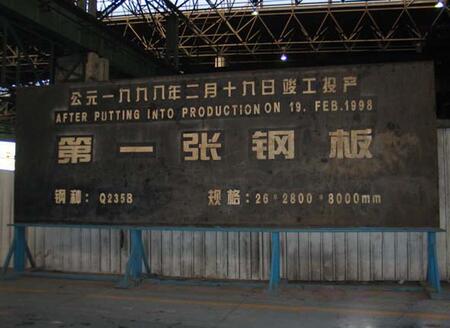 公元一九九八年二月十九日竣工投产
AFTER PUTTING INTO PRODUCTION ON 19. FEB.1998
第一张钢板
钢种: Q235B 规格: 26*2800*8000mm